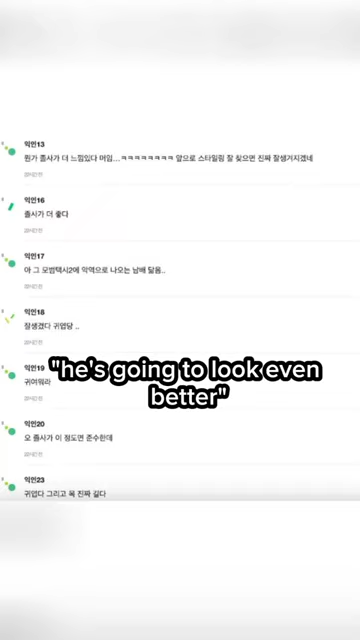 익인13
뭔가 졸사가 더 느낌있다 머임...ㅋㅋㅋㅋㅋㅋㅋㅋ 앞으로 스타일링 잘 찾으면 진짜 잘생겨지겠네
익인16
졸사가 더 좋다
익인17
아 그 모범택시2에 악역으로 나오는 남배 닮음..
익인18
잘생겼다 귀엽당 ..
"he's going to look even
better"
익인19
귀여워라
익인20
오 졸사가 이 정도면 준수한데
익인23
귀엽다 그리고 목 진짜 길다